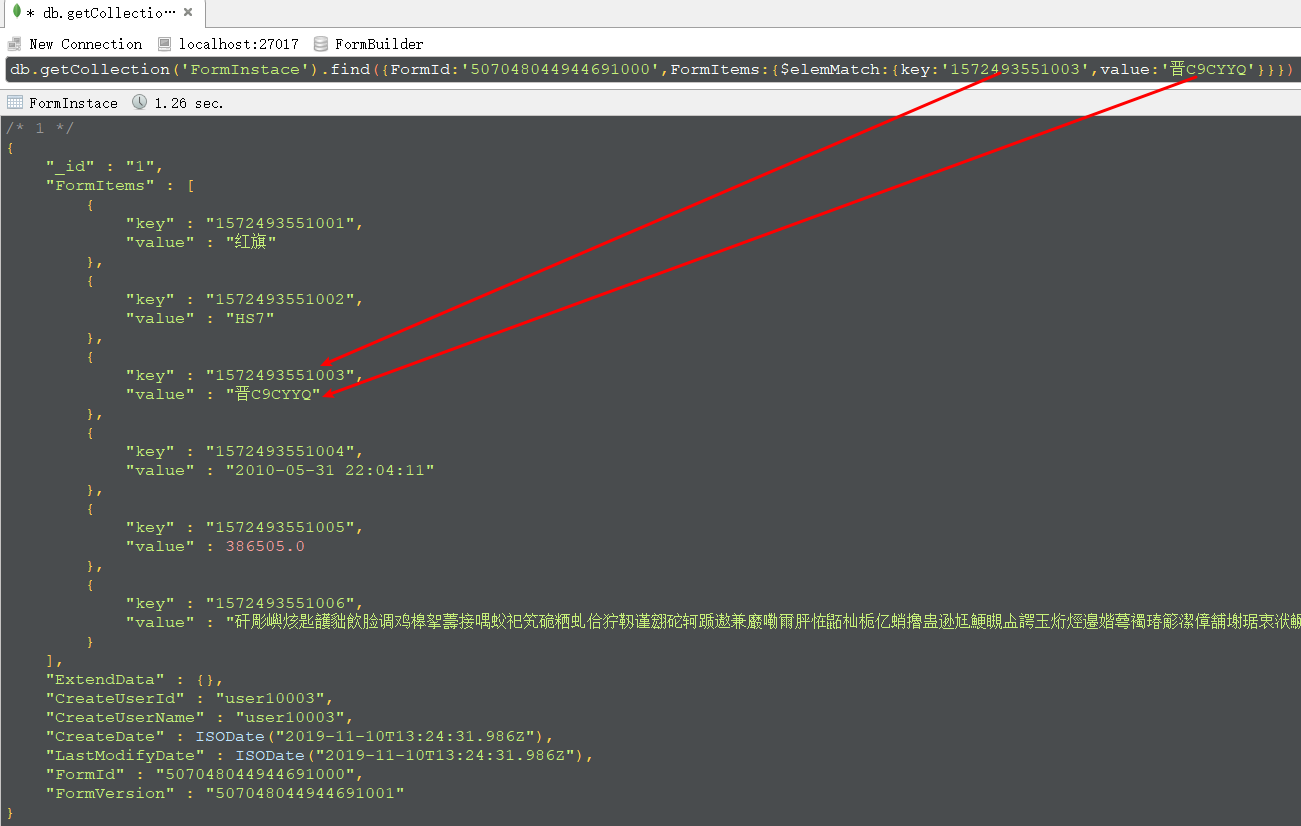 * db.getCollectio… ×
New Connection localhost:27017 FormBuilder
db.getCollection('FormInstace').find({FormId:'507048044944691000',FormItems:{$elemMatch:{key:'1572493551003',value:'晋C9CYYQ'}}})
FormInstace 1.26 sec.
/* 1 */
{
"_id" : "1",
"FormItems" : [
{
"key" : "1572493551001",
"value" : "红旗"
},
{
"key" : "1572493551002",
"value" : "HS7"
},
{
"key" : "1572493551003",
"value" : "晋C9CYYQ"
},
{
"key" : "1572493551004",
"value" : "2010-05-31 22:04:11"
},
{
"key" : "1572493551005",
"value" : 386505.0
},
{
"key" : "1572493551006",
"value" : "
}
],
"ExtendData" : {},
"CreateUserId" : "user10003",
"CreateUserName" : "user10003",
"CreateDate" : ISODate("2019-11-10T13:24:31.986Z"),
"LastModifyDate" : ISODate("2019-11-10T13:24:31.986Z"),
"FormId" : "507048044944691000",
"FormVersion" : "507048044944691001"
}